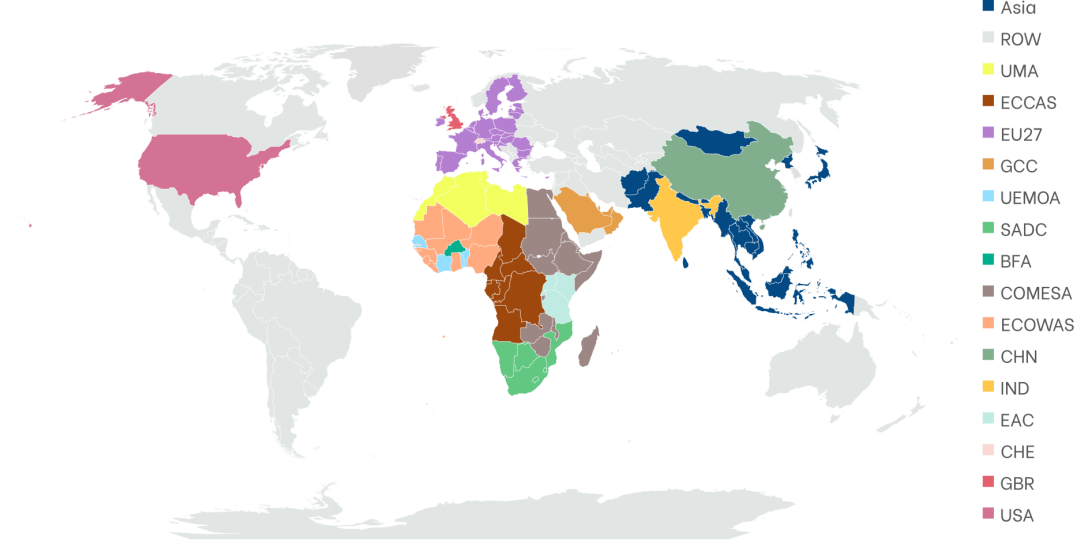 Asia
ROW
UMA
ECCAS
EU27
GCC
UEMOA
SADC
BFA
COMESA
ECOWAS
CHN
IND
EAC
CHE
GBR
USA